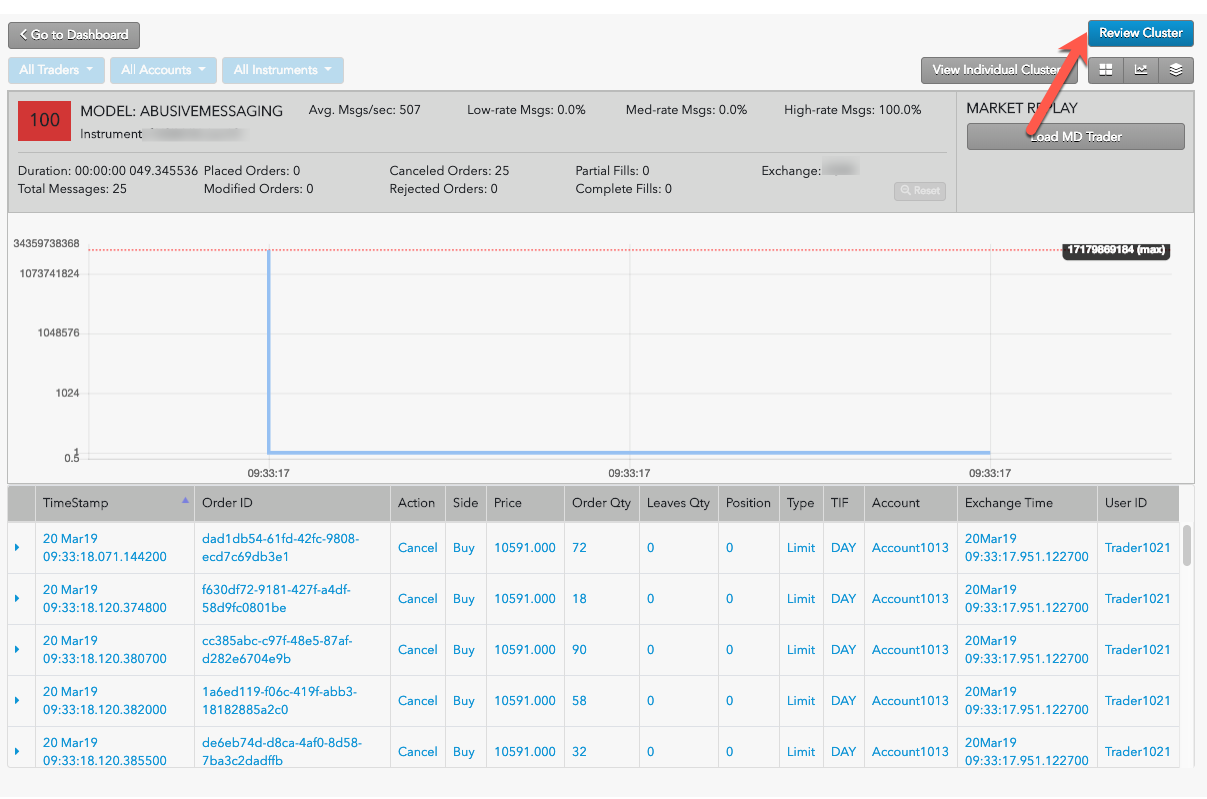 Go to Dashboard
Review Cluster
All Traders
All Accounts
All Instruments
View Individual Cluster
100
MODEL: ABUSIVEMESSAGING
Avg. Msgs/sec: 507
Low-rate Msgs: 0.0%
Med-rate Msgs: 0.0%
High-rate Msgs: 100.0%
MARKET REPLAY
Instrument
Load MD Trader
Duration: 00:00:00 049.345536
Placed Orders: 0
Canceled Orders: 25
Partial Fills: 0
Exchange:
Total Messages: 25
Modified Orders: 0
Rejected Orders: 0
Complete Fills: 0
Reset
34359738368
17179869184 (max)
1073741824
1048576
1024
1
0.5
09:33:17
09:33:17
09:33:17
TimeStamp
Order ID
Action
Side
Price
Order Qty
Leaves Qty
Position
Type
TIF
Account
Exchange Time
User ID
20 Mar19
09:33:18.071.144200
dad1db54-61fd-42fc-9808-
ecd7c69db3e1
Cancel
Buy
10591.000
72
0
0
Limit
DAY
Account1013
20Mar19
09:33:17.951.122700
Trader1021
20 Mar19
09:33:18.120.374800
f630df72-9181-427f-a4df-
58d9fc0801be
Cancel
Buy
10591.000
18
0
0
Limit
DAY
Account1013
20Mar19
09:33:17.951.122700
Trader1021
20 Mar19
09:33:18.120.380700
cc385abc-c97f-48e5-87af-
d282e6704e9b
Cancel
Buy
10591.000
90
0
0
Limit
DAY
Account1013
20Mar19
09:33:17.951.122700
Trader1021
20 Mar19
09:33:18.120.382000
1a6ed119-f06c-419f-abb3-
18182885a2c0
Cancel
Buy
10591.000
58
0
0
Limit
DAY
Account1013
20Mar19
09:33:17.951.122700
Trader1021
20 Mar19
09:33:18.120.385500
de6eb74d-d8ca-4af0-8d58-
7ba3c2dadffb
Cancel
Buy
10591.000
32
0
0
Limit
DAY
Account1013
20Mar19
09:33:17.951.122700
Trader1021